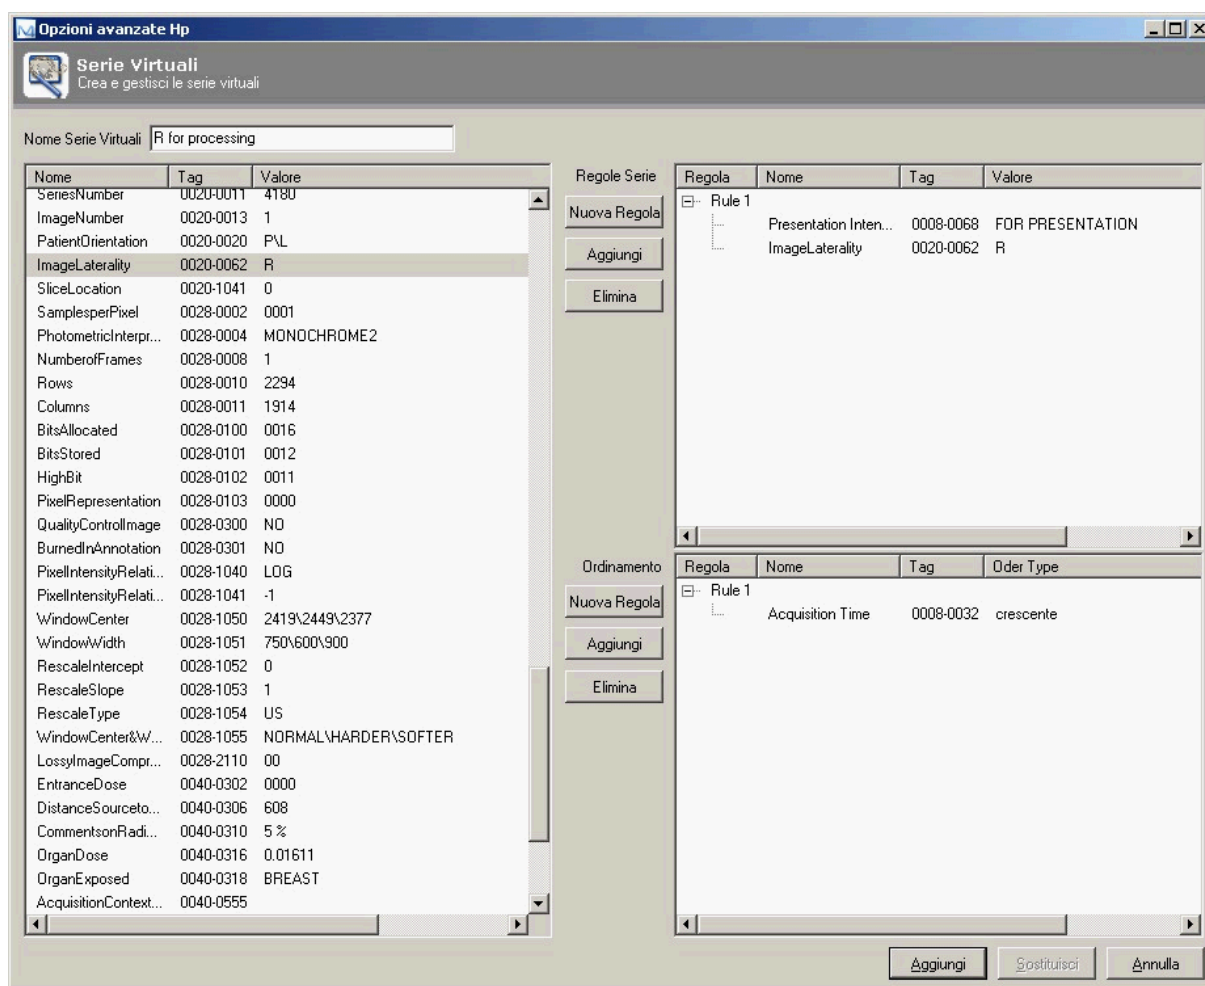 Opzioni avanzate Hp
Serie Virtuali
Crea e gestisci le serie virtuali
Nome Serie Virtuali R for processing
Nome Tag Valore
SeriesNumber 0020-0011 4180
ImageNumber 0020-0013 1
PatientOrientation 0020-0020 P\L
ImageLaterality 0020-0062 R
SliceLocation 0020-1041 0
SamplesperPixel 0028-0002 0001
PhotometricInterpr... 0028-0004 MONOCHROME2
NumberofFrames 0028-0008 1
Rows 0028-0010 2294
Columns 0028-0011 1914
BitsAllocated 0028-0100 0016
BitsStored 0028-0101 0012
HighBit 0028-0102 0011
PixelRepresentation 0028-0103 0000
QualityControlImage 0028-0300 NO
BurnedInAnnotation 0028-0301 NO
PixelIntensityRelati... 0028-1040 LOG
PixelIntensityRelati... 0028-1041 -1
WindowCenter 0028-1050 2419\2449\2377
WindowWidth 0028-1051 750\600\900
RescaleIntercept 0028-1052 0
RescaleSlope 0028-1053 1
RescaleType 0028-1054 US
WindowCenter&W... 0028-1055 NORMAL\HARDER\SOFTER
LossyImageCompr... 0028-2110 00
EntranceDose 0040-0302 0000
DistanceSourceto... 0040-0306 608
CommentsonRadi... 0040-0310 5 %
OrganDose 0040-0316 0.01611
OrganExposed 0040-0318 BREAST
AcquisitionContext... 0040-0555
Regole Serie
Nuova Regola
Aggiungi
Elimina
Regola Nome Tag Valore
Rule 1
Presentation Inten... 0008-0068 FOR PRESENTATION
ImageLaterality 0020-0062 R
Ordinamento
Nuova Regola
Aggiungi
Elimina
Regola Nome Tag Oder Type
Rule 1
Acquisition Time 0008-0032 crescente
Aggiungi Sostituisci Annulla